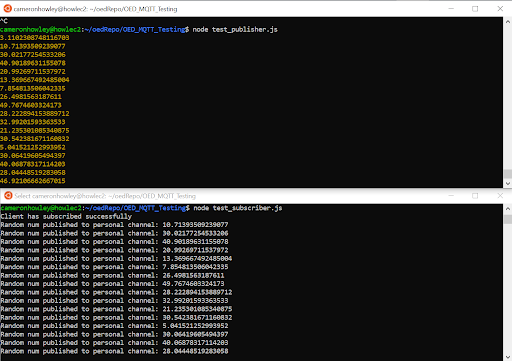 cameronhowley@howlec2: ~/oedRepo/OED_MQTT_Testing
^C
cameronhowley@howlec2:~/oedRepo/OED_MQTT_Testing$ node test_publisher.js
3.1102308748116703
10.71393509239077
30.02177254533206
40.90189631155078
20.99269711537972
13.369667492485004
7.854813506042335
26.4981563187611
49.7674603324173
28.222894153889712
32.99201593363533
21.235301085340875
30.542381671160832
5.041521252993952
30.06419605494397
40.06878317114203
28.04448519283058
46.92106662667015
Select cameronhowley@howlec2: ~/oedRepo/OED_MQTT_Testing
cameronhowley@howlec2:~/oedRepo/OED_MQTT_Testing$ node test_subscriber.js
Client has subscribed successfully
Random num published to personal channel: 10.71393509239077
Random num published to personal channel: 30.02177254533206
Random num published to personal channel: 40.90189631155078
Random num published to personal channel: 20.99269711537972
Random num published to personal channel: 13.369667492485004
Random num published to personal channel: 7.854813506042335
Random num published to personal channel: 26.4981563187611
Random num published to personal channel: 49.7674603324173
Random num published to personal channel: 28.222894153889712
Random num published to personal channel: 32.99201593363533
Random num published to personal channel: 21.235301085340875
Random num published to personal channel: 30.542381671160832
Random num published to personal channel: 5.041521252993952
Random num published to personal channel: 30.06419605494397
Random num published to personal channel: 40.06878317114203
Random num published to personal channel: 28.04448519283058